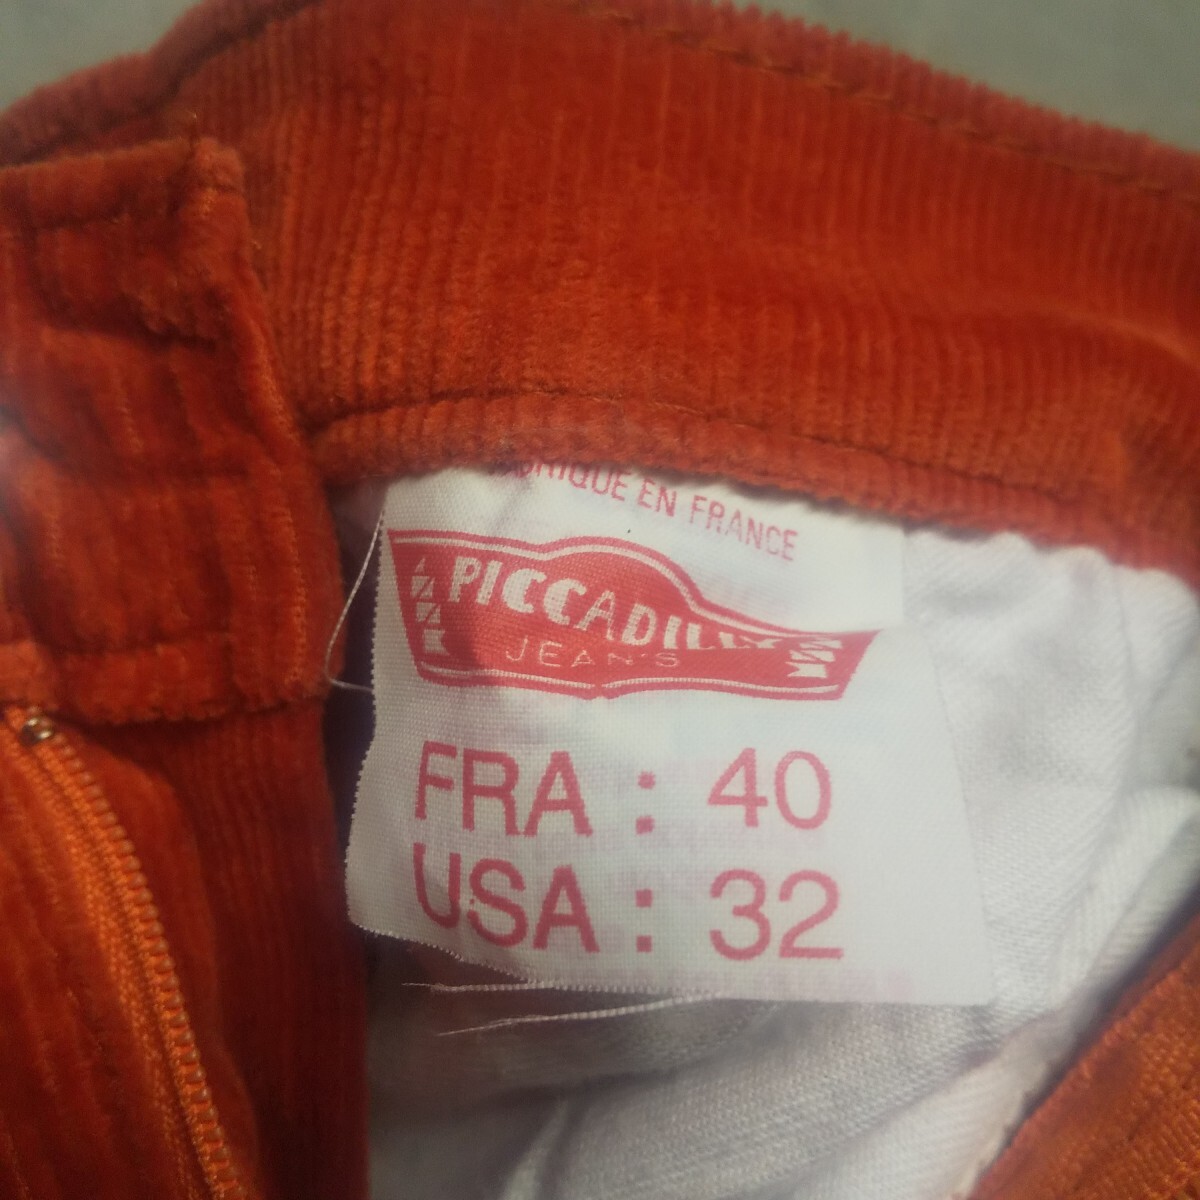 FABRIQUE EN FRANCE
PICCADILLY
JEAN'S
FRA : 40
USA : 32